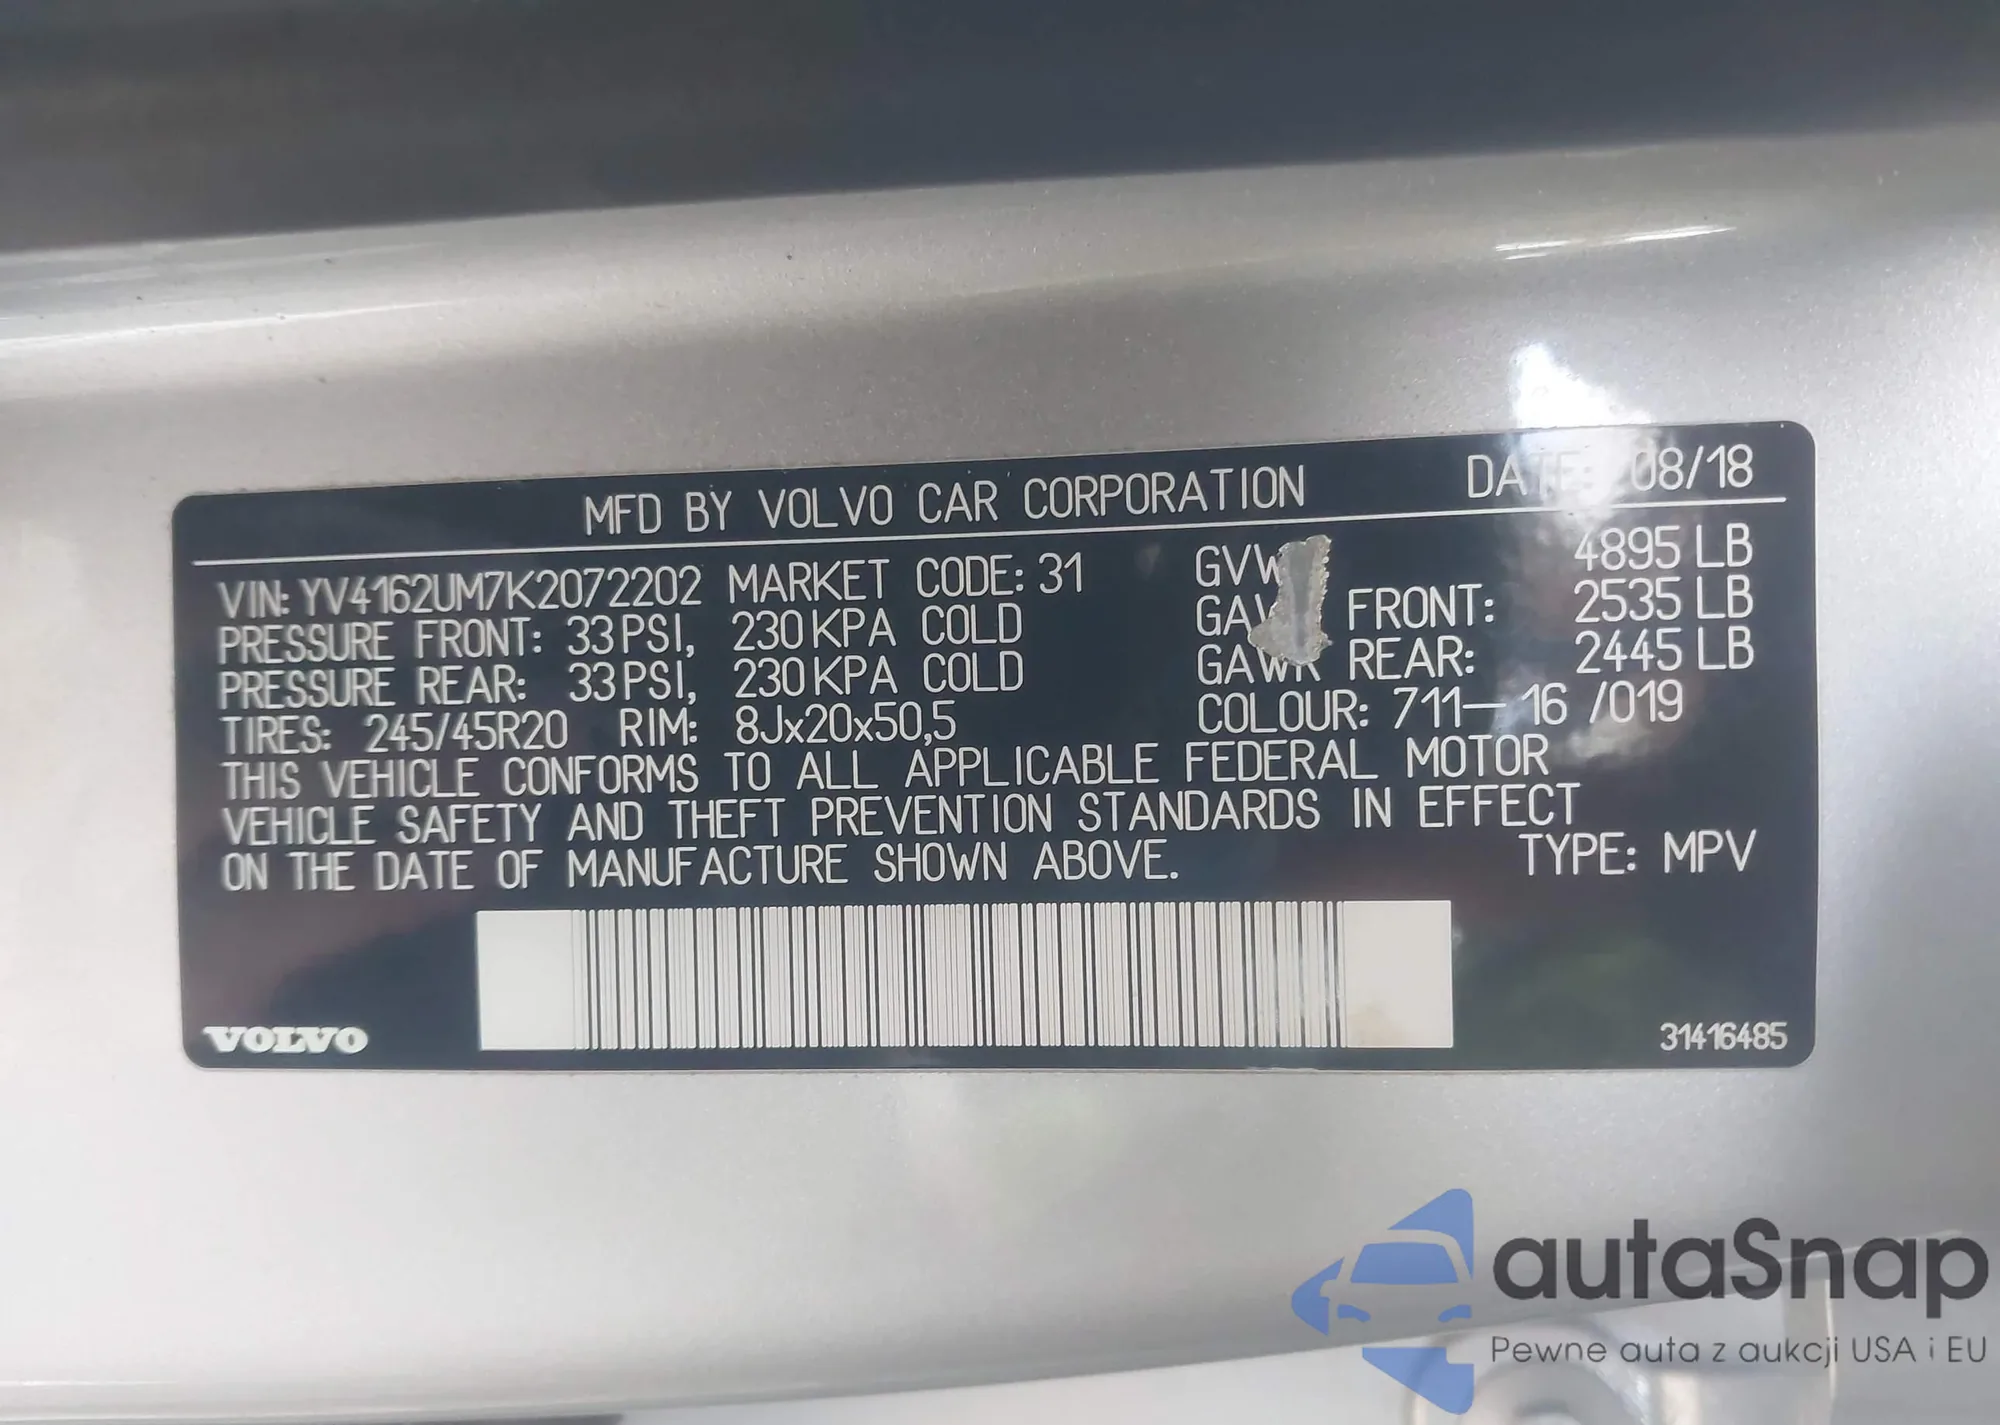 MFD BY VOLVO CAR CORPORATION DATE: 08/18
VIN: YV4162UM7K2072202 MARKET CODE: 31 GVW 4895 LB
PRESSURE FRONT: 33 PSI, 230 KPA COLD GAW FRONT: 2535 LB
PRESSURE REAR: 33 PSI, 230 KPA COLD GAWR REAR: 2445 LB
TIRES: 245/45R20 RIM: 8Jx20x50,5 COLOUR: 711-16 /019
THIS VEHICLE CONFORMS TO ALL APPLICABLE FEDERAL MOTOR
VEHICLE SAFETY AND THEFT PREVENTION STANDARDS IN EFFECT
ON THE DATE OF MANUFACTURE SHOWN ABOVE. TYPE: MPV
VOLVO 31416485
autaSnap
Pewne auta z aukcji USA i EU